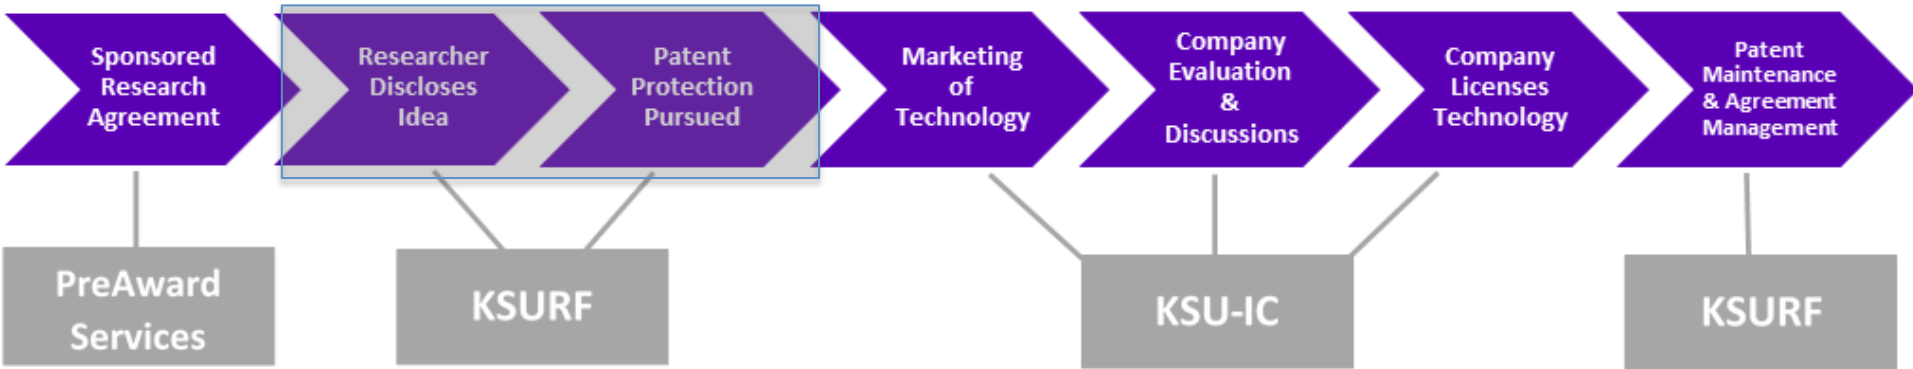 Sponsored
Research
Agreement
Researcher
Discloses
Idea
Patent
Protection
Pursued
Marketing
of
Technology
Company
Evaluation
&
Discussions
Company
Licenses
Technology
Patent
Maintenance
& Agreement
Management
PreAward
Services
KSURF
KSU-IC
KSURF